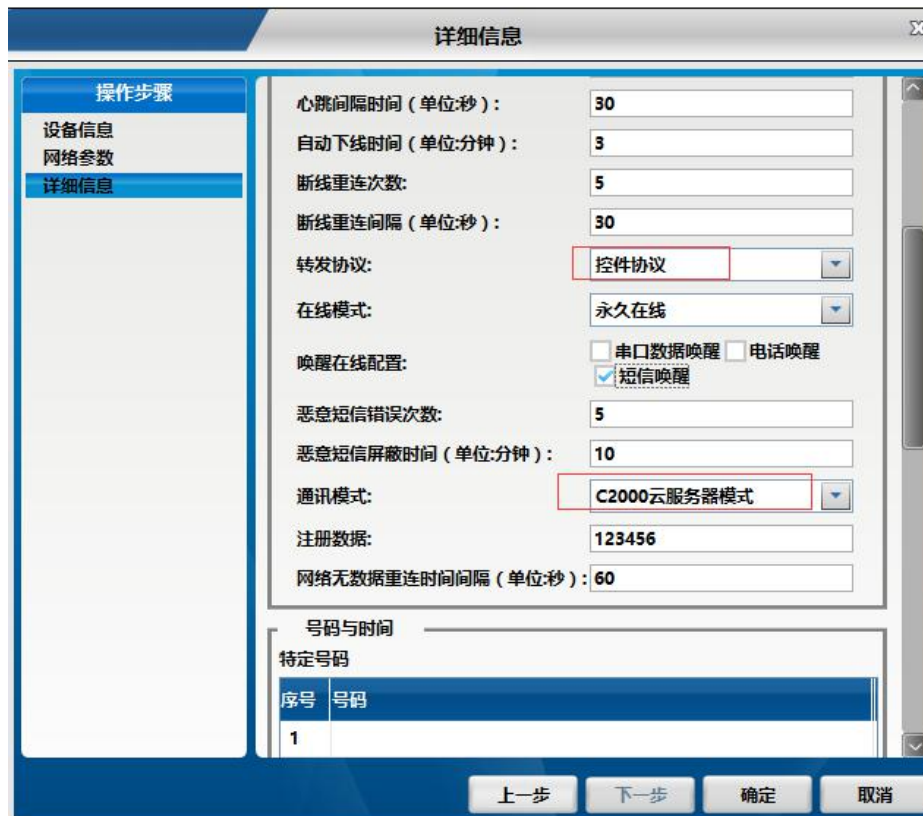 详细信息
操作步骤
设备信息
网络参数
详细信息
心跳间隔时间（单位:秒）: 30
自动下线时间（单位:分钟）: 3
断线重连次数: 5
断线重连间隔（单位:秒）: 30
转发协议: 控件协议
在线模式: 永久在线
唤醒在线配置: 串口数据唤醒 电话唤醒
短信唤醒
恶意短信错误次数: 5
恶意短信屏蔽时间（单位:分钟）: 10
通讯模式: C2000云服务器模式
注册数据: 123456
网络无数据重连时间间隔（单位:秒）: 60
号码与时间
特定号码
序号 号码
1
上一步 下一步 确定 取消